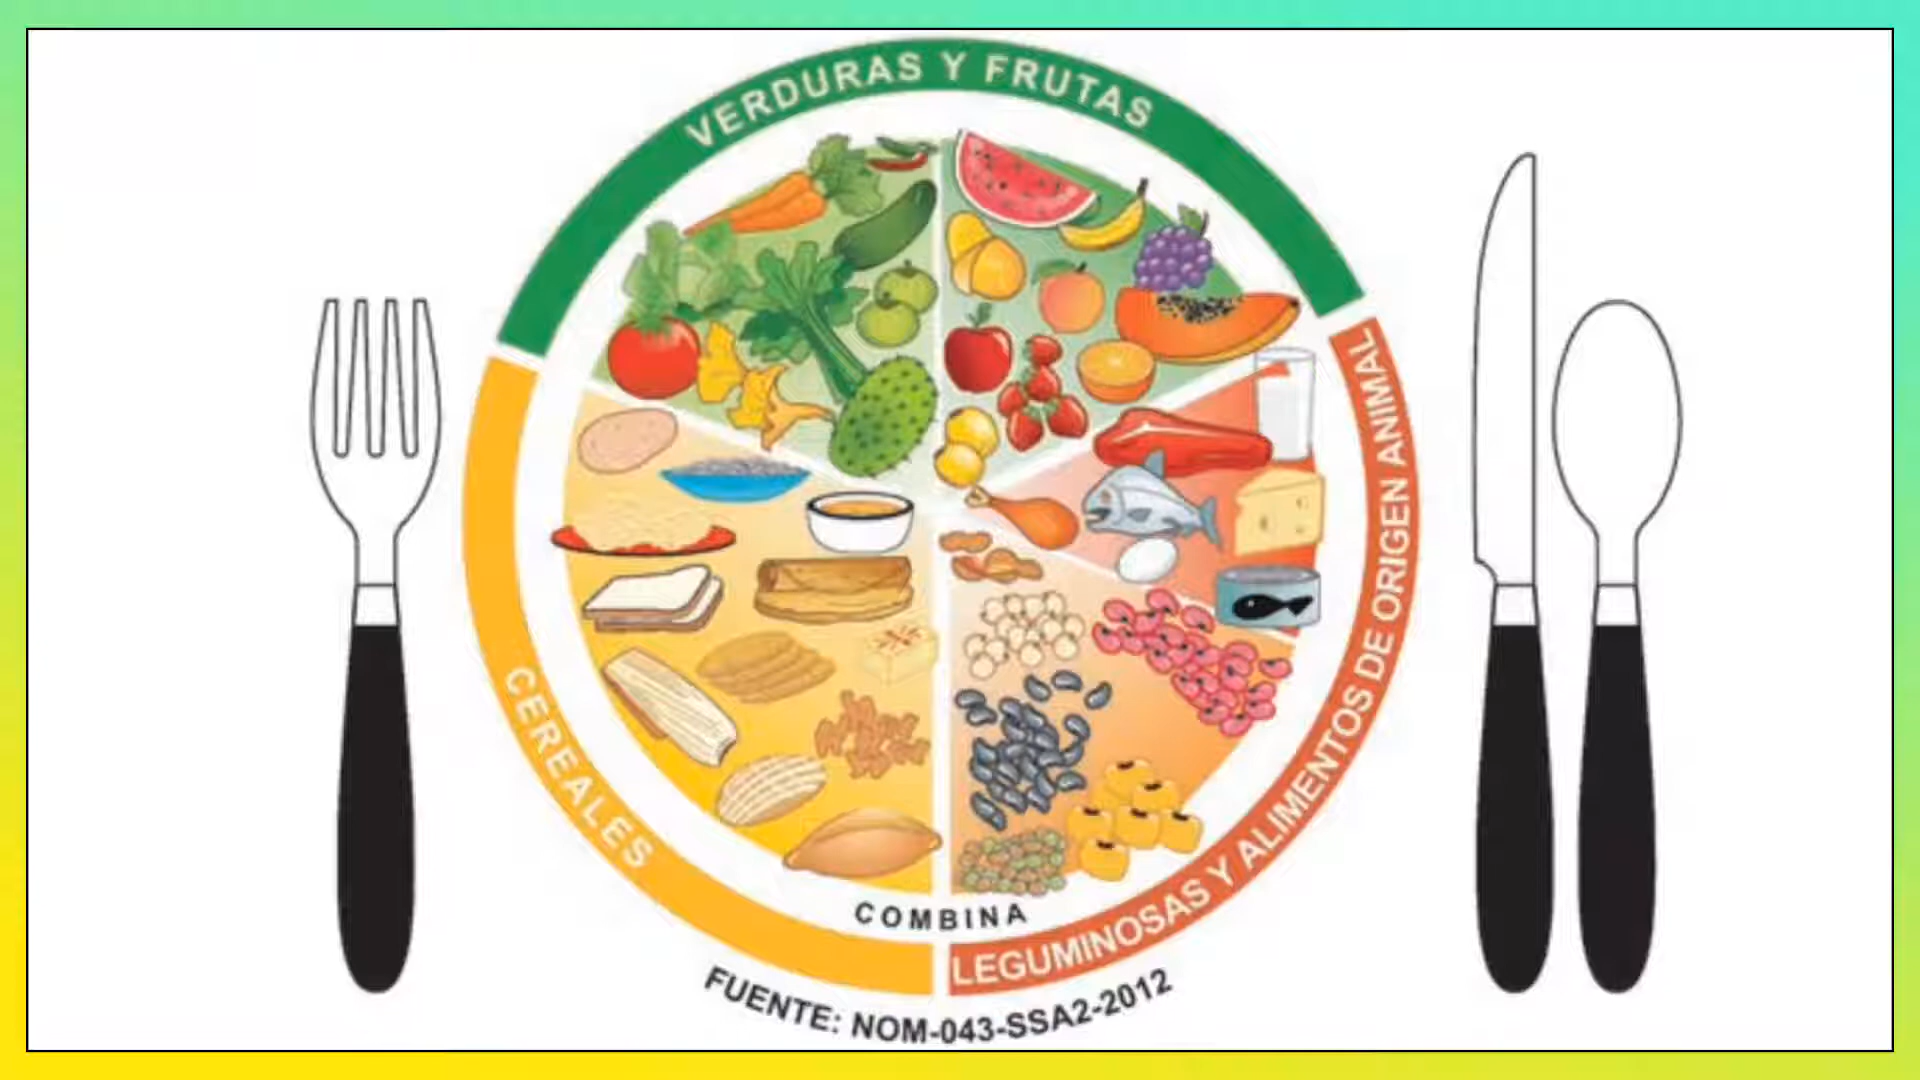 VERDURAS Y FRUTAS
LEGUMINOSAS Y ALIMENTOS DE ORIGEN ANIMAL
CEREALES
COMBINA
FUENTE: NOM-043-SSA2-2012